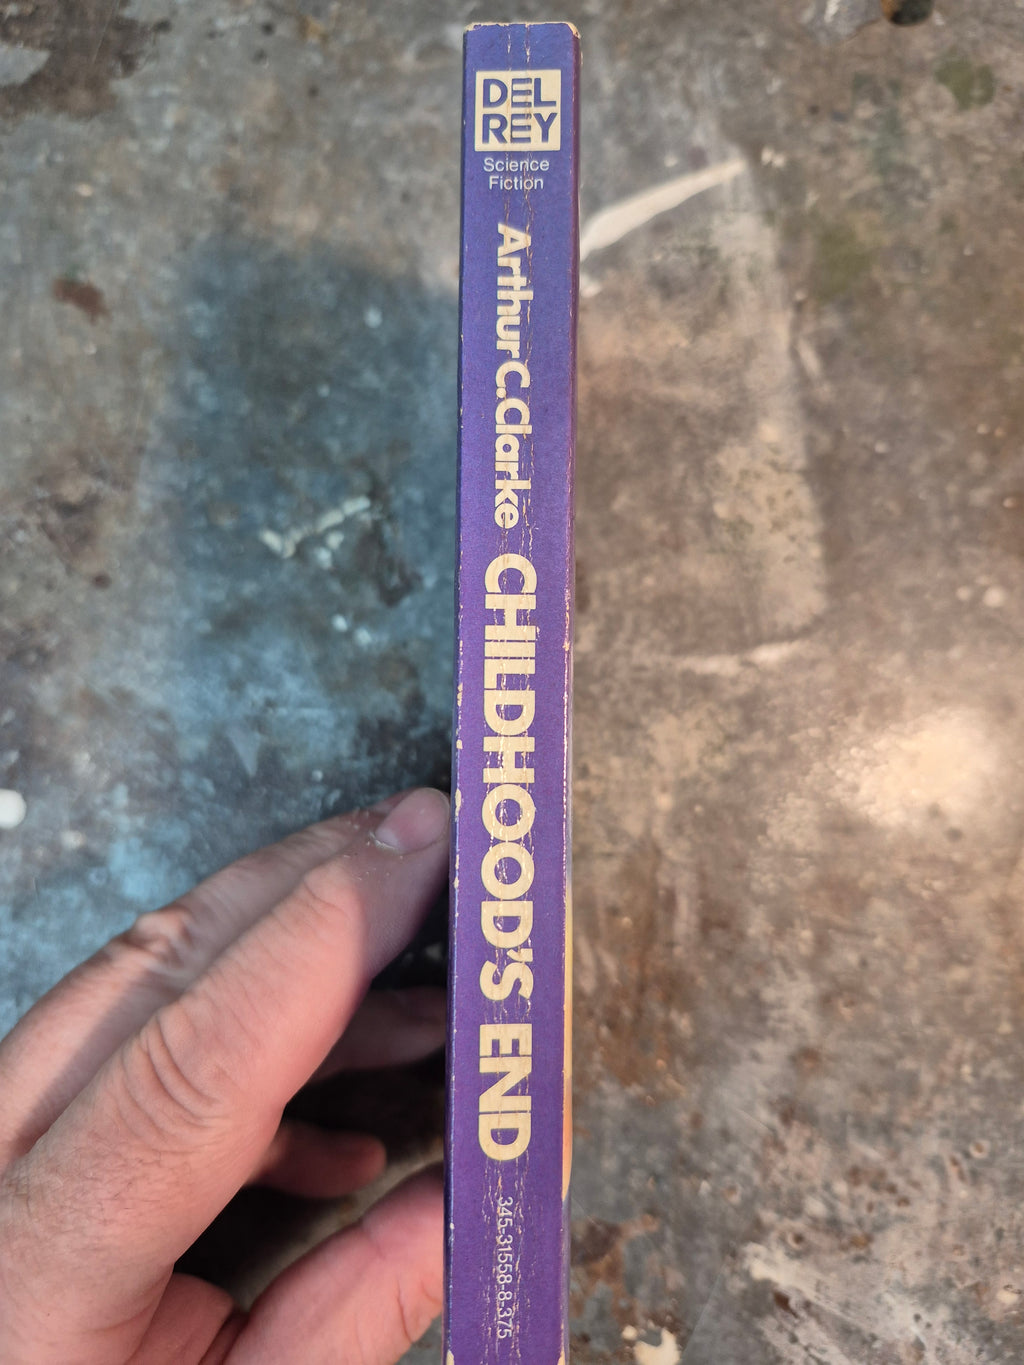 DEL
REY
Science
Fiction
Arthur C. Clarke CHILDHOOD'S END
345-31558-8-375